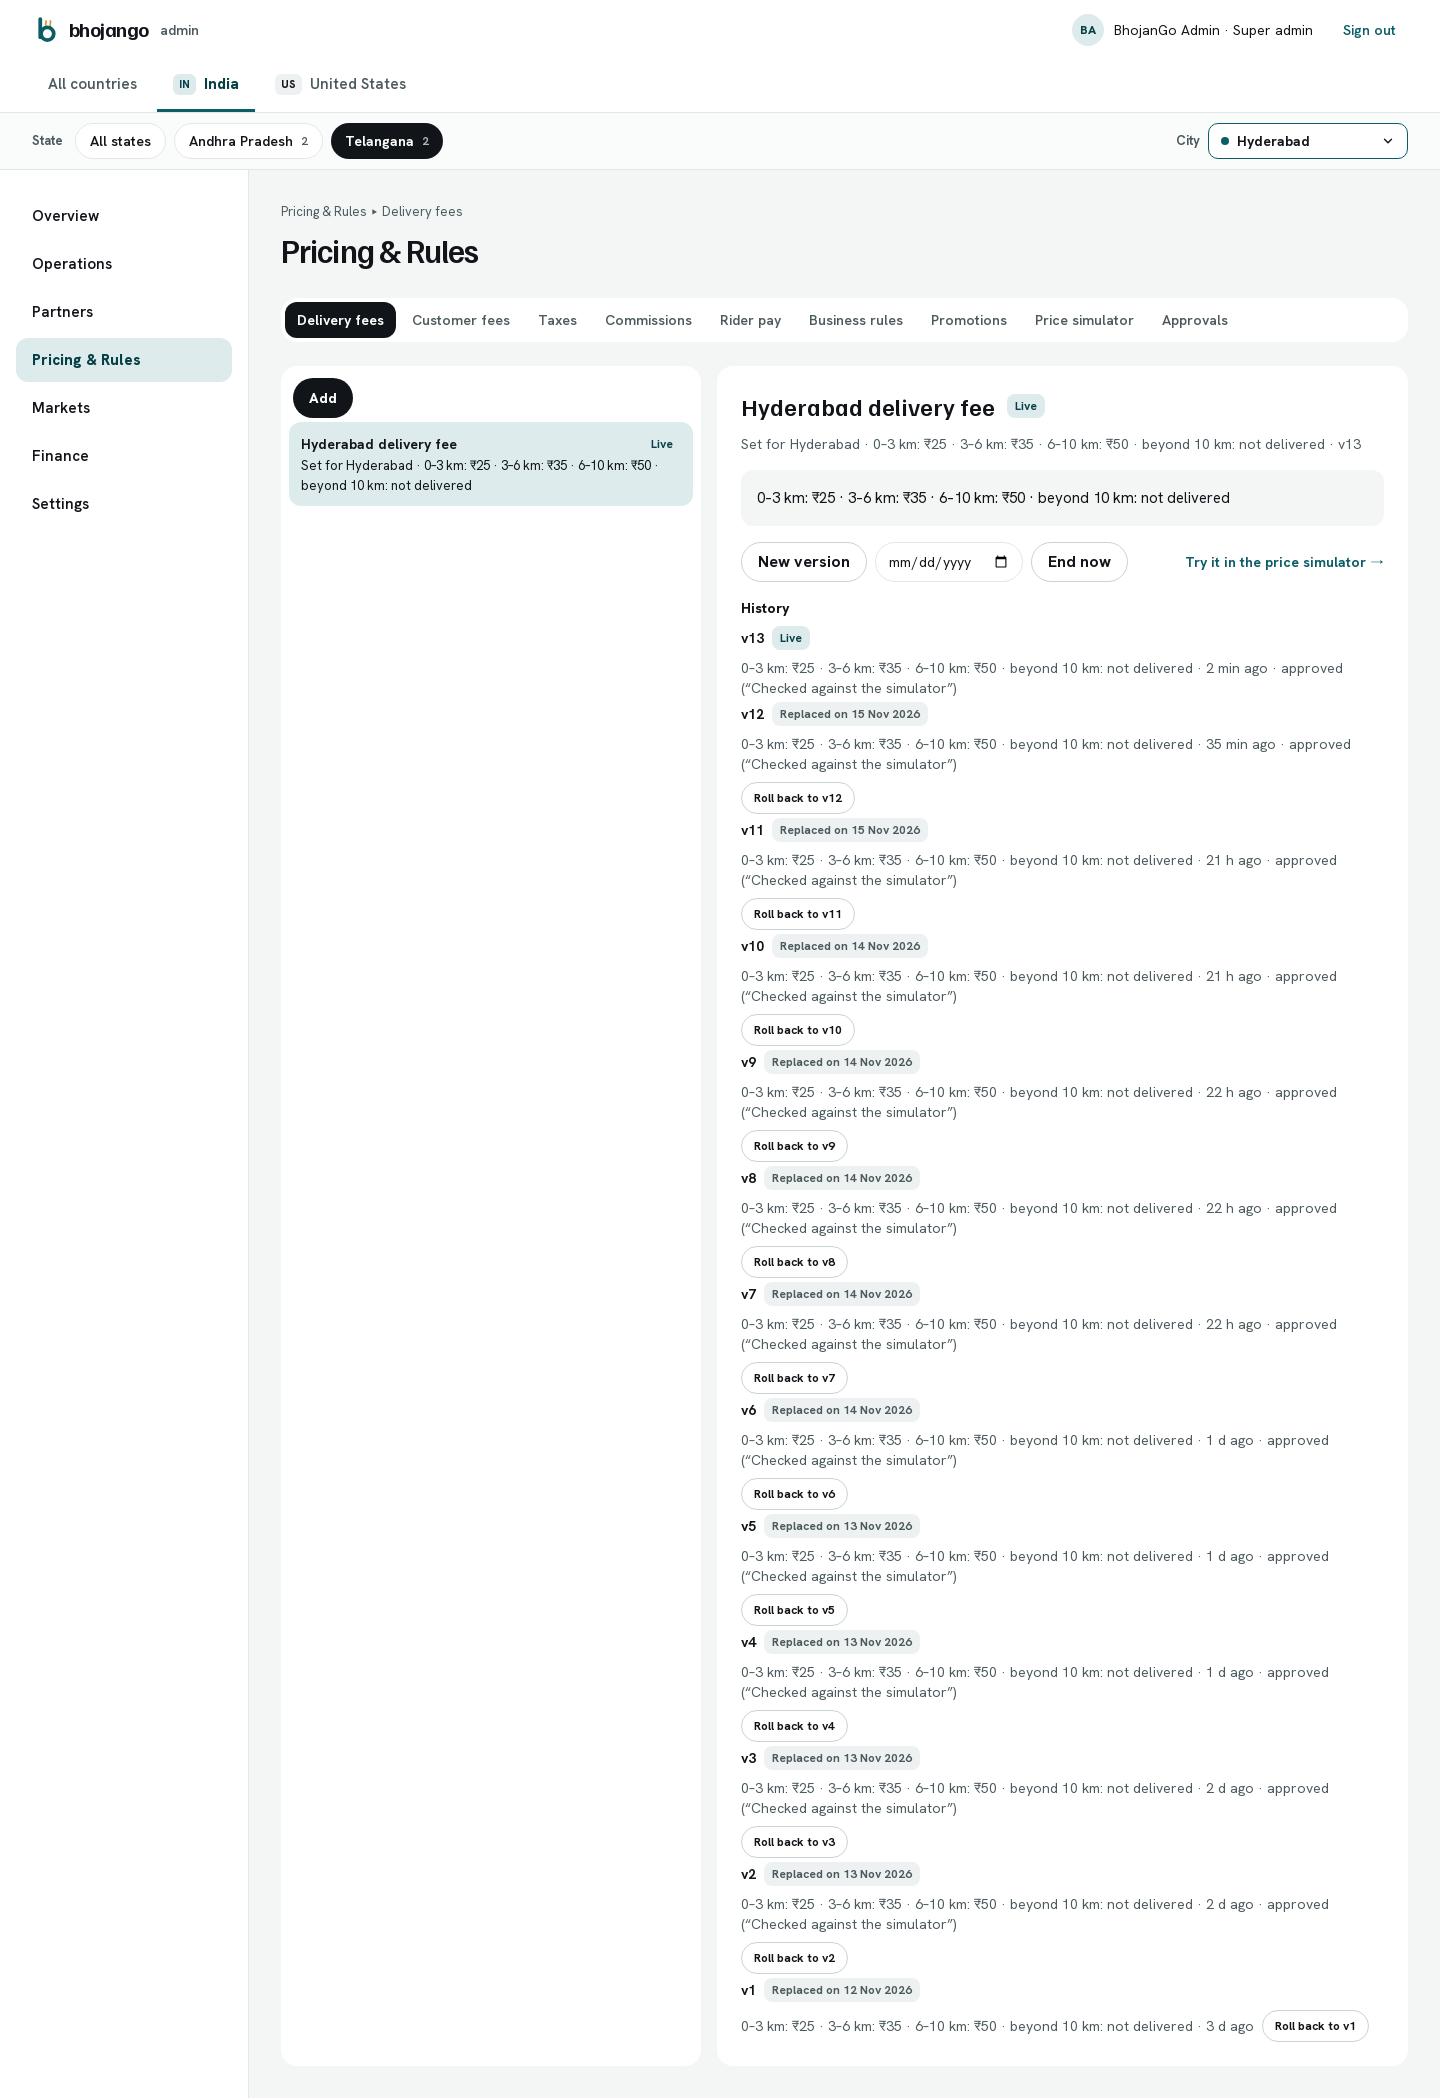 bhojango admin
BA BhojanGo Admin · Super admin Sign out
All countries IN India US United States
State All states Andhra Pradesh 2 Telangana 2 City Hyderabad
Overview
Operations
Partners
Pricing & Rules
Markets
Finance
Settings
Pricing & Rules ▸ Delivery fees
Pricing & Rules
Delivery fees Customer fees Taxes Commissions Rider pay Business rules Promotions Price simulator Approvals
Add
Hyderabad delivery fee Live
Set for Hyderabad · 0–3 km: ₹25 · 3–6 km: ₹35 · 6–10 km: ₹50 ·
beyond 10 km: not delivered
Hyderabad delivery fee Live
Set for Hyderabad · 0–3 km: ₹25 · 3–6 km: ₹35 · 6–10 km: ₹50 · beyond 10 km: not delivered · v13
0–3 km: ₹25 · 3–6 km: ₹35 · 6–10 km: ₹50 · beyond 10 km: not delivered
New version mm/dd/yyyy End now Try it in the price simulator →
History
v13 Live
0–3 km: ₹25 · 3–6 km: ₹35 · 6–10 km: ₹50 · beyond 10 km: not delivered · 2 min ago · approved
(“Checked against the simulator”)
v12 Replaced on 15 Nov 2026
0–3 km: ₹25 · 3–6 km: ₹35 · 6–10 km: ₹50 · beyond 10 km: not delivered · 35 min ago · approved
(“Checked against the simulator”)
Roll back to v12
v11 Replaced on 15 Nov 2026
0–3 km: ₹25 · 3–6 km: ₹35 · 6–10 km: ₹50 · beyond 10 km: not delivered · 21 h ago · approved
(“Checked against the simulator”)
Roll back to v11
v10 Replaced on 14 Nov 2026
0–3 km: ₹25 · 3–6 km: ₹35 · 6–10 km: ₹50 · beyond 10 km: not delivered · 21 h ago · approved
(“Checked against the simulator”)
Roll back to v10
v9 Replaced on 14 Nov 2026
0–3 km: ₹25 · 3–6 km: ₹35 · 6–10 km: ₹50 · beyond 10 km: not delivered · 22 h ago · approved
(“Checked against the simulator”)
Roll back to v9
v8 Replaced on 14 Nov 2026
0–3 km: ₹25 · 3–6 km: ₹35 · 6–10 km: ₹50 · beyond 10 km: not delivered · 22 h ago · approved
(“Checked against the simulator”)
Roll back to v8
v7 Replaced on 14 Nov 2026
0–3 km: ₹25 · 3–6 km: ₹35 · 6–10 km: ₹50 · beyond 10 km: not delivered · 22 h ago · approved
(“Checked against the simulator”)
Roll back to v7
v6 Replaced on 14 Nov 2026
0–3 km: ₹25 · 3–6 km: ₹35 · 6–10 km: ₹50 · beyond 10 km: not delivered · 1 d ago · approved
(“Checked against the simulator”)
Roll back to v6
v5 Replaced on 13 Nov 2026
0–3 km: ₹25 · 3–6 km: ₹35 · 6–10 km: ₹50 · beyond 10 km: not delivered · 1 d ago · approved
(“Checked against the simulator”)
Roll back to v5
v4 Replaced on 13 Nov 2026
0–3 km: ₹25 · 3–6 km: ₹35 · 6–10 km: ₹50 · beyond 10 km: not delivered · 1 d ago · approved
(“Checked against the simulator”)
Roll back to v4
v3 Replaced on 13 Nov 2026
0–3 km: ₹25 · 3–6 km: ₹35 · 6–10 km: ₹50 · beyond 10 km: not delivered · 2 d ago · approved
(“Checked against the simulator”)
Roll back to v3
v2 Replaced on 13 Nov 2026
0–3 km: ₹25 · 3–6 km: ₹35 · 6–10 km: ₹50 · beyond 10 km: not delivered · 2 d ago · approved
(“Checked against the simulator”)
Roll back to v2
v1 Replaced on 12 Nov 2026
0–3 km: ₹25 · 3–6 km: ₹35 · 6–10 km: ₹50 · beyond 10 km: not delivered · 3 d ago Roll back to v1